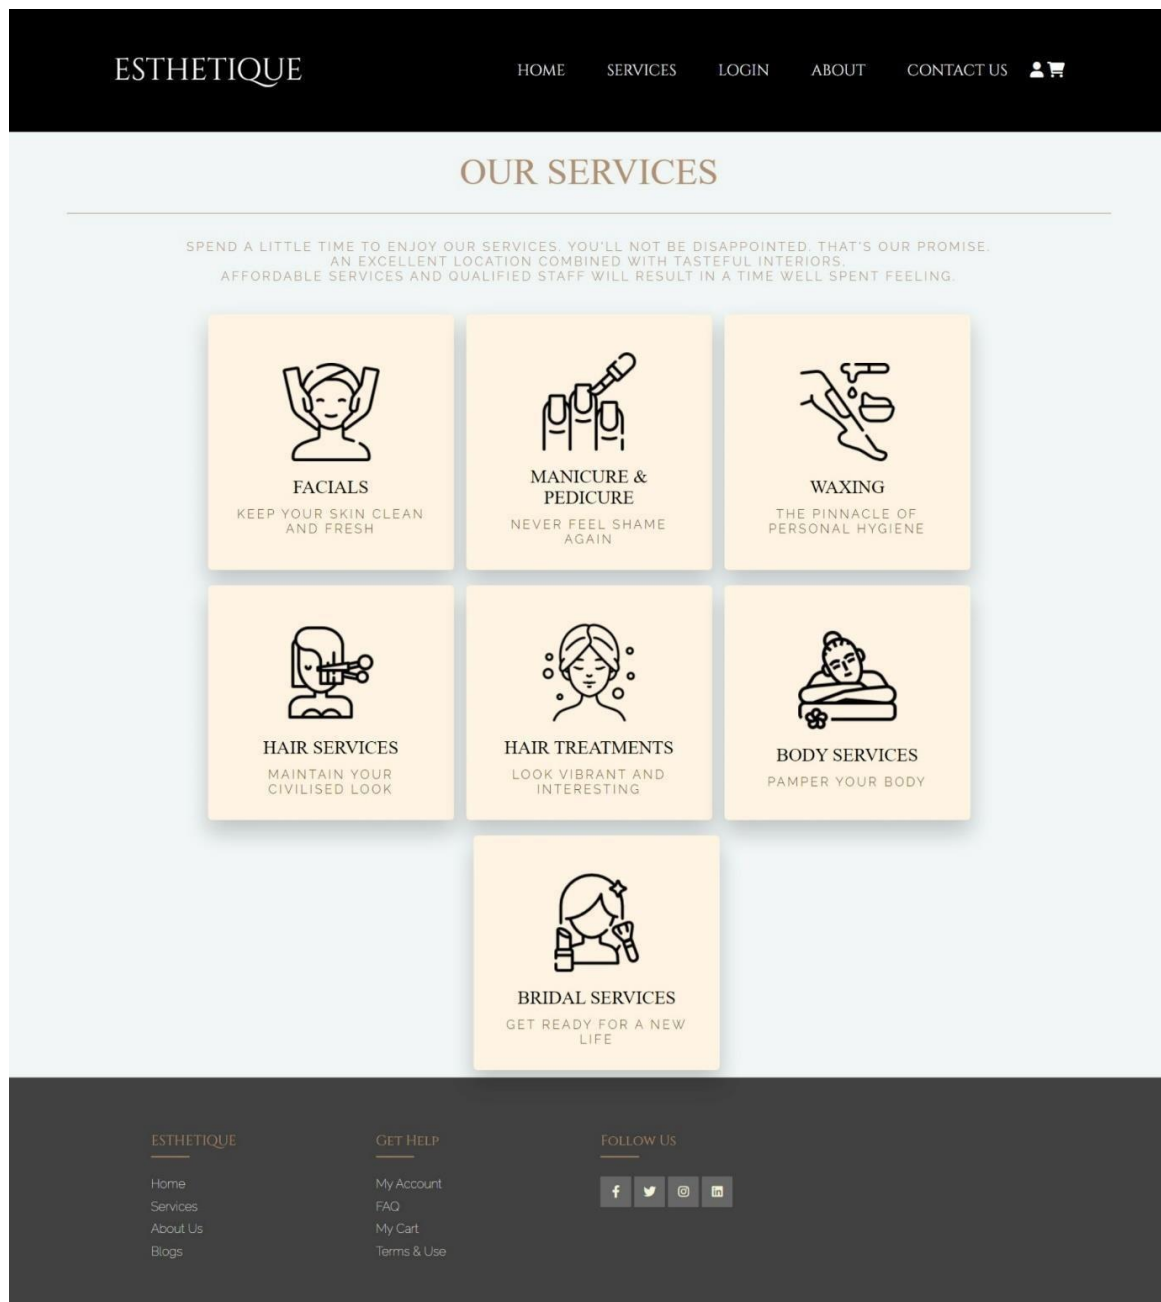 ESTHETIQUE
HOME SERVICES LOGIN ABOUT CONTACT US
OUR SERVICES
SPEND A LITTLE TIME TO ENJOY OUR SERVICES. YOU'LL NOT BE DISAPPOINTED. THAT'S OUR PROMISE.
AN EXCELLENT LOCATION COMBINED WITH TASTEFUL INTERIORS.
AFFORDABLE SERVICES AND QUALIFIED STAFF WILL RESULT IN A TIME WELL SPENT FEELING.
FACIALS
KEEP YOUR SKIN CLEAN
AND FRESH
MANICURE &
PEDICURE
NEVER FEEL SHAME
AGAIN
WAXING
THE PINNACLE OF
PERSONAL HYGIENE
HAIR SERVICES
MAINTAIN YOUR
CIVILISED LOOK
HAIR TREATMENTS
LOOK VIBRANT AND
INTERESTING
BODY SERVICES
PAMPER YOUR BODY
BRIDAL SERVICES
GET READY FOR A NEW
LIFE
ESTHETIQUE
Home
Services
About Us
Blogs
Get Help
My Account
FAQ
My Cart
Terms & Use
Follow Us